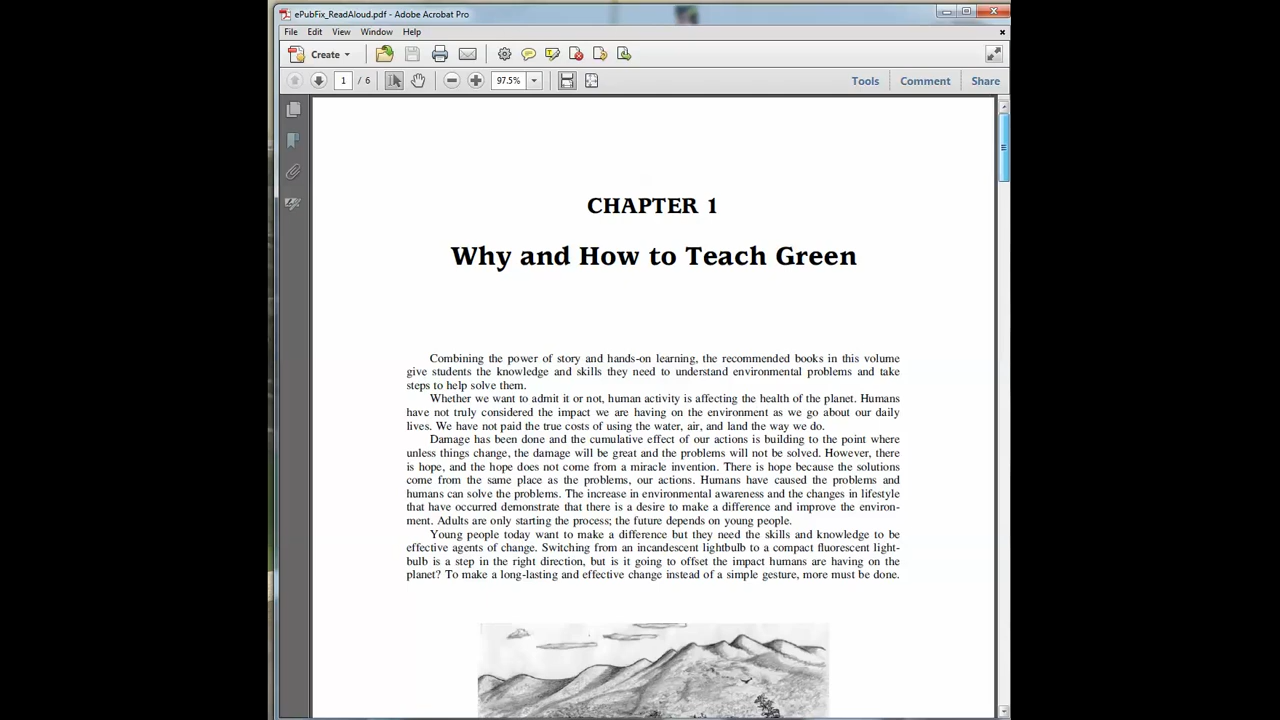 ePubFix_ReadAloud.pdf - Adobe Acrobat Pro
File Edit View Window Help
Create
1 / 6 97.5% Tools Comment Share
CHAPTER 1
Why and How to Teach Green
Combining the power of story and hands-on learning, the recommended books in this volume
give students the knowledge and skills they need to understand environmental problems and take
steps to help solve them.
Whether we want to admit it or not, human activity is affecting the health of the planet. Humans
have not truly considered the impact we are having on the environment as we go about our daily
lives. We have not paid the true costs of using the water, air, and land the way we do.
Damage has been done and the cumulative effect of our actions is building to the point where
unless things change, the damage will be great and the problems will not be solved. However, there
is hope, and the hope does not come from a miracle invention. There is hope because the solutions
come from the same place as the problems, our actions. Humans have caused the problems and
humans can solve the problems. The increase in environmental awareness and the changes in lifestyle
that have occurred demonstrate that there is a desire to make a difference and improve the environ-
ment. Adults are only starting the process; the future depends on young people.
Young people today want to make a difference but they need the skills and knowledge to be
effective agents of change. Switching from an incandescent lightbulb to a compact fluorescent light-
bulb is a step in the right direction, but is it going to offset the impact humans are having on the
planet? To make a long-lasting and effective change instead of a simple gesture, more must be done.